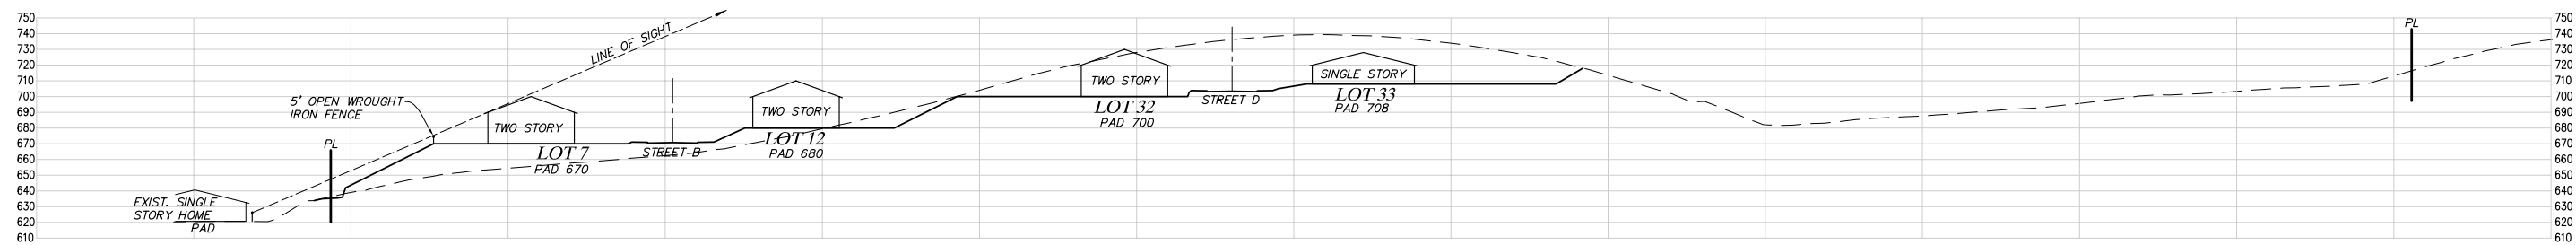 750
740
730
720
710
700
690
680
670
660
650
640
630
620
610
EXIST. SINGLE
STORY HOME
PAD
PL
5' OPEN WROUGHT
IRON FENCE
LINE OF SIGHT
TWO STORY
LOT 7
PAD 670
STREET B
TWO STORY
LOT 12
PAD 680
TWO STORY
LOT 32
PAD 700
STREET D
SINGLE STORY
LOT 33
PAD 708
PL
750
740
730
720
710
700
690
680
670
660
650
640
630
620
610